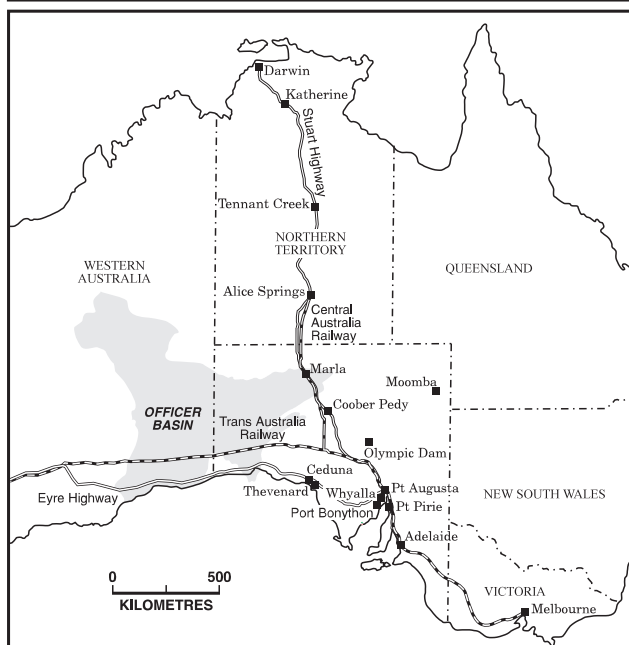 Darwin
Katherine
Stuart Highway
Tennant Creek
NORTHERN
TERRITORY
WESTERN
AUSTRALIA
QUEENSLAND
Alice Springs
Central
Australia
Railway
Marla
Moomba
OFFICER
BASIN
Coober Pedy
Trans Australia
Railway
Olympic Dam
Ceduna
Thevenard
Whyalla
Pt Augusta
Eyre Highway
Port Bonython
Pt Pirie
NEW SOUTH WALES
Adelaide
0 500
KILOMETRES
VICTORIA
Melbourne